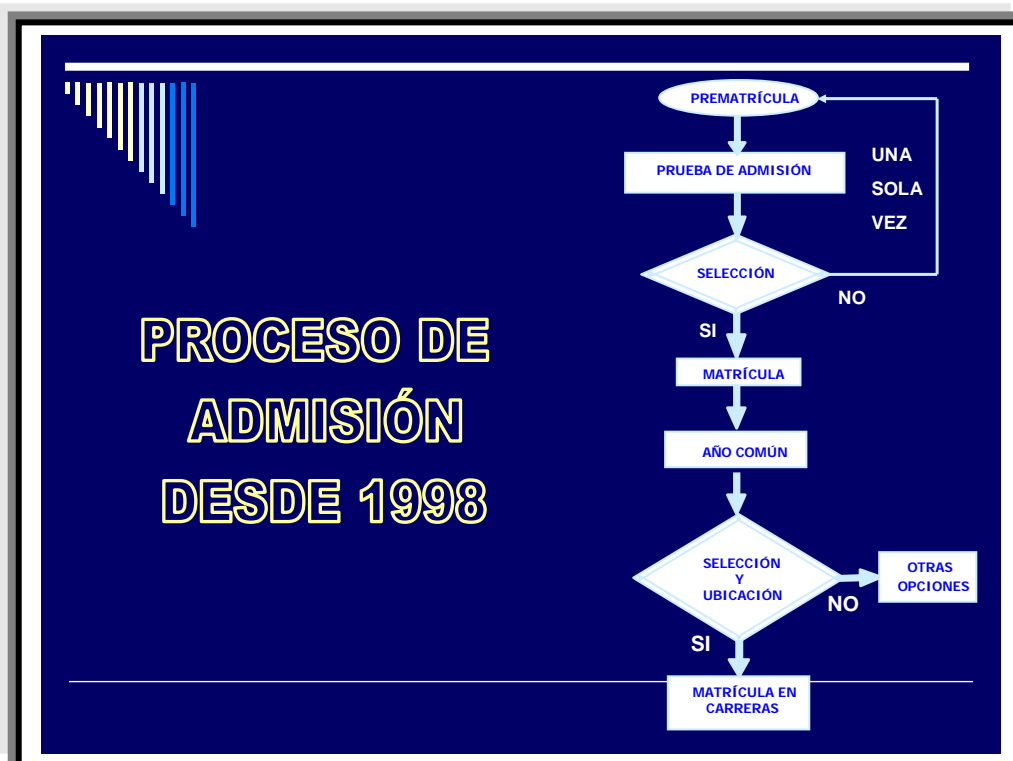 PROCESO DE
ADMISIÓN
DESDE 1998
PREMATRÍCULA
PRUEBA DE ADMISIÓN
UNA
SOLA
VEZ
SELECCIÓN
NO
SI
MATRÍCULA
AÑO COMÚN
SELECCIÓN
Y
UBICACIÓN
NO
OTRAS
OPCIONES
SI
MATRÍCULA EN
CARRERAS